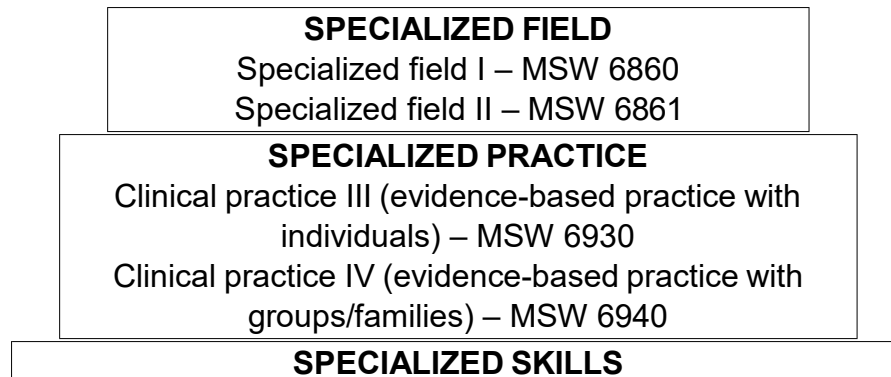 SPECIALIZED FIELD
Specialized field I – MSW 6860
Specialized field II – MSW 6861
SPECIALIZED PRACTICE
Clinical practice III (evidence-based practice with
individuals) – MSW 6930
Clinical practice IV (evidence-based practice with
groups/families) – MSW 6940
SPECIALIZED SKILLS